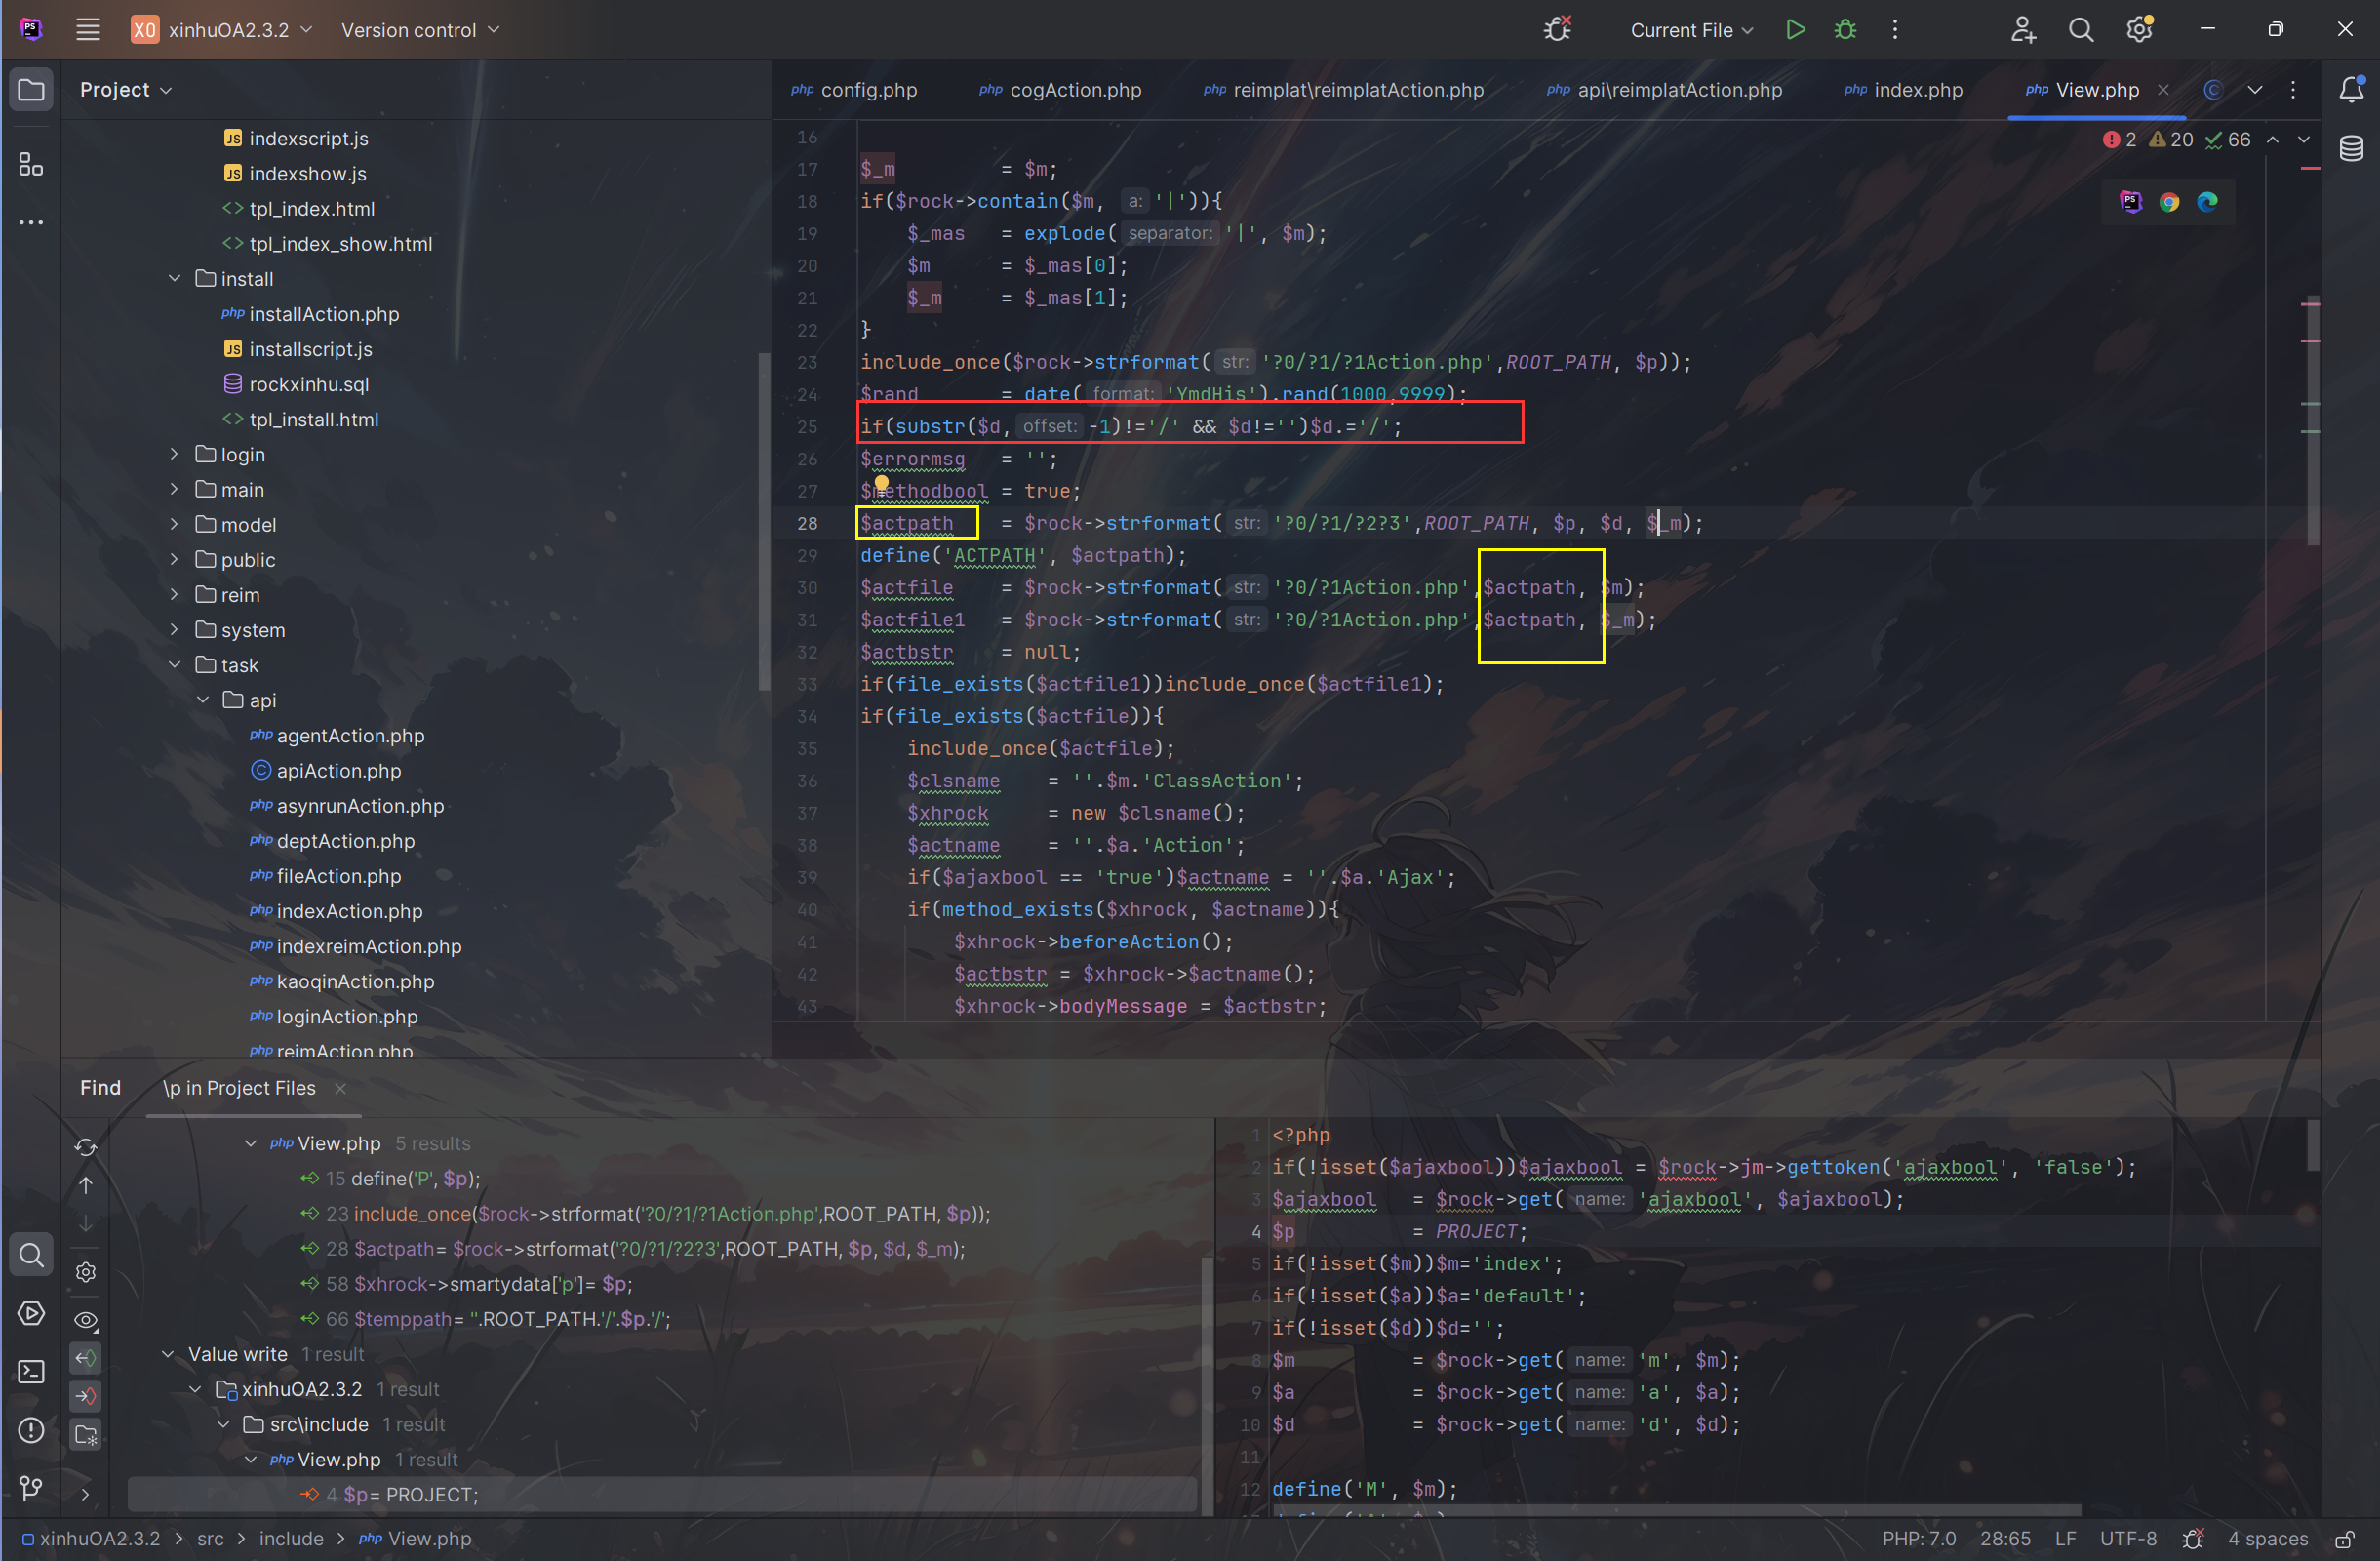 XO xinhuOA2.3.2 Version control Current File
Project
config.php cogAction.php reimplat\reimplatAction.php api\reimplatAction.php index.php View.php
indexscript.js
indexshow.js
tpl_index.html
tpl_index_show.html
install
installAction.php
installscript.js
rockxinhu.sql
tpl_install.html
login
main
model
public
reim
system
task
api
agentAction.php
apiAction.php
asynrunAction.php
deptAction.php
fileAction.php
indexAction.php
indexreimAction.php
kaoqinAction.php
loginAction.php
reimAction.php
2 20 66
16
17 $_m = $m;
18 if($rock->contain($m, a: '|')){
19 $_mas = explode( separator: '|', $m);
20 $m = $_mas[0];
21 $_m = $_mas[1];
22 }
23 include_once($rock->strformat( str: '?0/?1/?1Action.php',ROOT_PATH, $p));
24 $rand = date( format: 'YmdHis').rand(1000,9999);
25 if(substr($d, offset: -1)!='/' && $d!='')$d.='/';
26 $errormsg = '';
27 $methodbool = true;
28 $actpath = $rock->strformat( str: '?0/?1/?2?3',ROOT_PATH, $p, $d, $_m);
29 define('ACTPATH', $actpath);
30 $actfile = $rock->strformat( str: '?0/?1Action.php',$actpath, $m);
31 $actfile1 = $rock->strformat( str: '?0/?1Action.php',$actpath, $_m);
32 $actbstr = null;
33 if(file_exists($actfile1))include_once($actfile1);
34 if(file_exists($actfile)){
35 include_once($actfile);
36 $clsname = ''.$m.'ClassAction';
37 $xhrock = new $clsname();
38 $actname = ''.$a.'Action';
39 if($ajaxbool == 'true')$actname = ''.$a.'Ajax';
40 if(method_exists($xhrock, $actname)){
41 $xhrock->beforeAction();
42 $actbstr = $xhrock->$actname();
43 $xhrock->bodyMessage = $actbstr;
Find \p in Project Files
View.php 5 results
15 define('P', $p);
23 include_once($rock->strformat('?0/?1/?1Action.php',ROOT_PATH, $p));
28 $actpath= $rock->strformat('?0/?1/?2?3',ROOT_PATH, $p, $d, $_m);
58 $xhrock->smartydata['p']= $p;
66 $temppath= ''.ROOT_PATH.'/'.$p.'/';
Value write 1 result
xinhuOA2.3.2 1 result
src\include 1 result
View.php 1 result
4 $p= PROJECT;
1 <?php
2 if(!isset($ajaxbool))$ajaxbool = $rock->jm->gettoken('ajaxbool', 'false');
3 $ajaxbool = $rock->get( name: 'ajaxbool', $ajaxbool);
4 $p = PROJECT;
5 if(!isset($m))$m='index';
6 if(!isset($a))$a='default';
7 if(!isset($d))$d='';
8 $m = $rock->get( name: 'm', $m);
9 $a = $rock->get( name: 'a', $a);
10 $d = $rock->get( name: 'd', $d);
11
12 define('M', $m);
xinhuOA2.3.2 > src > include > View.php PHP: 7.0 28:65 LF UTF-8 4 spaces